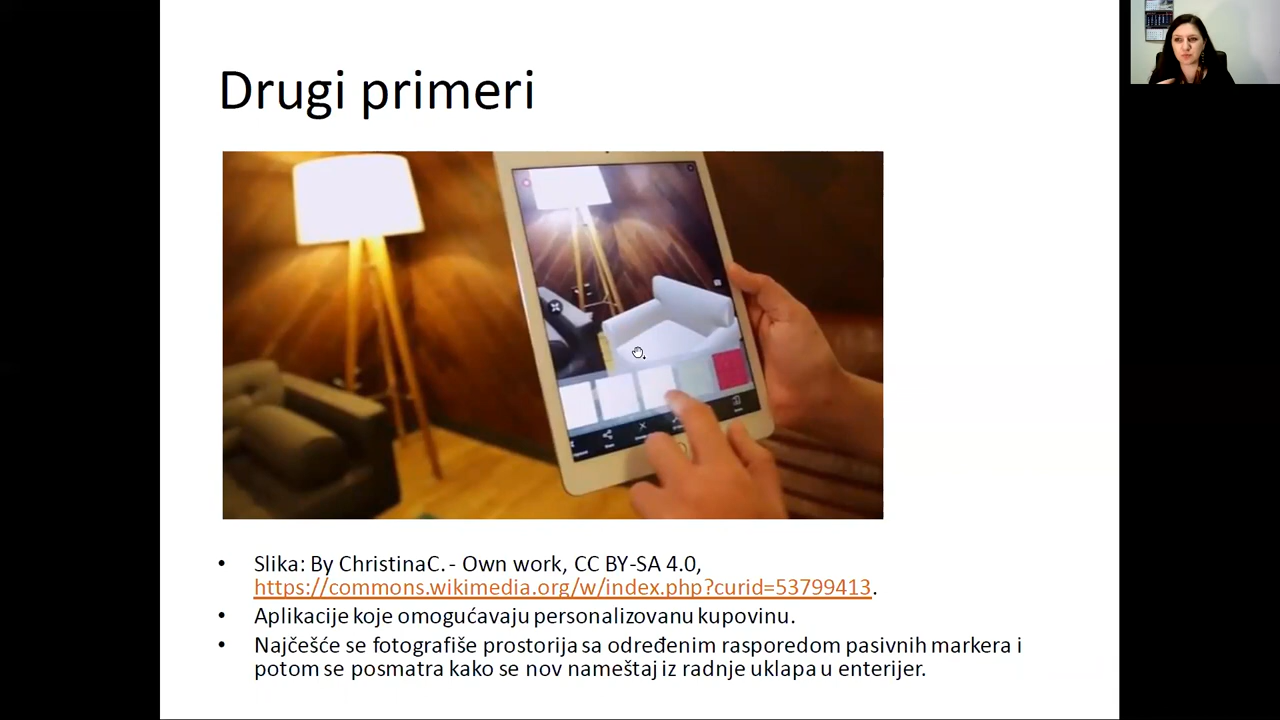 Drugi primeri
• Slika: By ChristinaC. - Own work, CC BY-SA 4.0,
https://commons.wikimedia.org/w/index.php?curid=53799413.
• Aplikacije koje omogućavaju personalizovanu kupovinu.
• Najčešće se fotografiše prostorija sa određenim rasporedom pasivnih markera i
potom se posmatra kako se nov nameštaj iz radnje uklapa u enterijer.